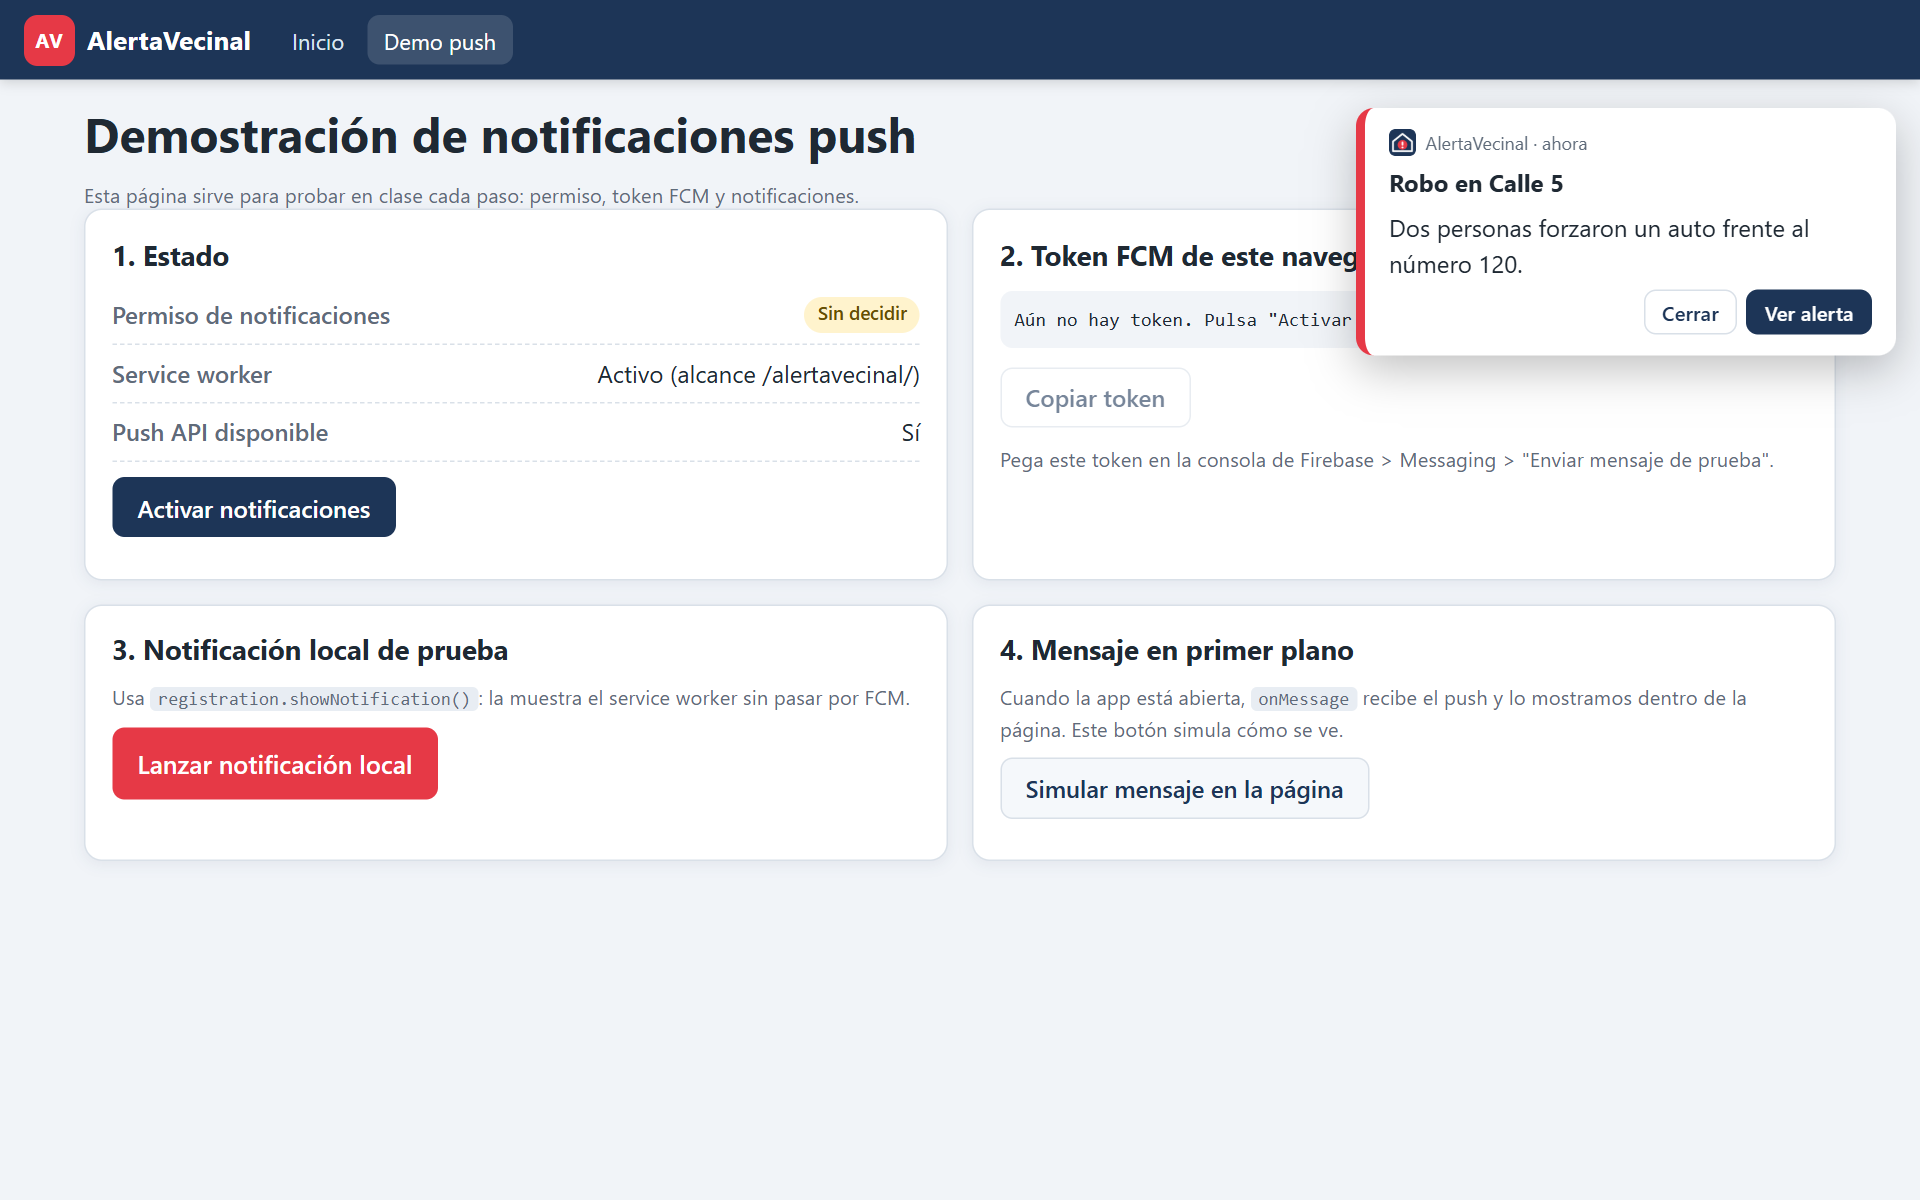 AV AlertaVecinal Inicio Demo push
Demostración de notificaciones push
Esta página sirve para probar en clase cada paso: permiso, token FCM y notificaciones.
AlertaVecinal · ahora
Robo en Calle 5
Dos personas forzaron un auto frente al
número 120.
Cerrar Ver alerta
1. Estado
Permiso de notificaciones Sin decidir
Service worker Activo (alcance /alertavecinal/)
Push API disponible Sí
Activar notificaciones
2. Token FCM de este naveg
Aún no hay token. Pulsa "Activar
Copiar token
Pega este token en la consola de Firebase > Messaging > "Enviar mensaje de prueba".
3. Notificación local de prueba
Usa registration.showNotification(): la muestra el service worker sin pasar por FCM.
Lanzar notificación local
4. Mensaje en primer plano
Cuando la app está abierta, onMessage recibe el push y lo mostramos dentro de la
página. Este botón simula cómo se ve.
Simular mensaje en la página